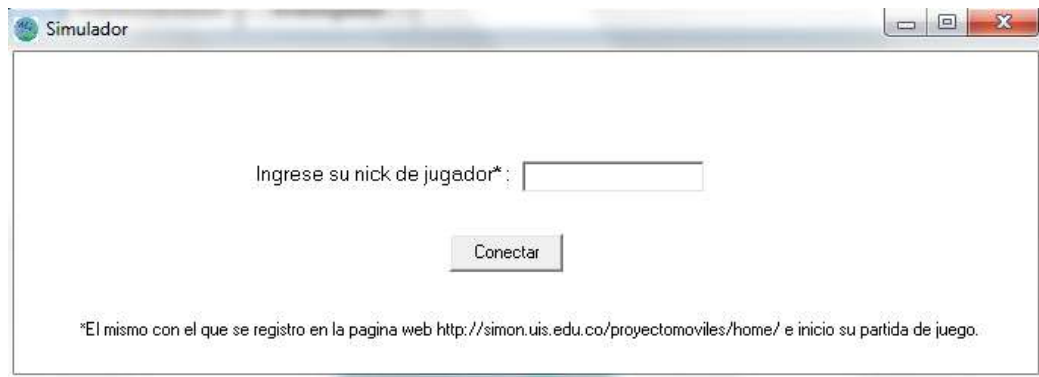 Simulador
Ingrese su nick de jugador* :
Conectar
*El mismo con el que se registro en la pagina web http://simon.uis.edu.co/proyectomoviles/home/ e inicio su partida de juego.